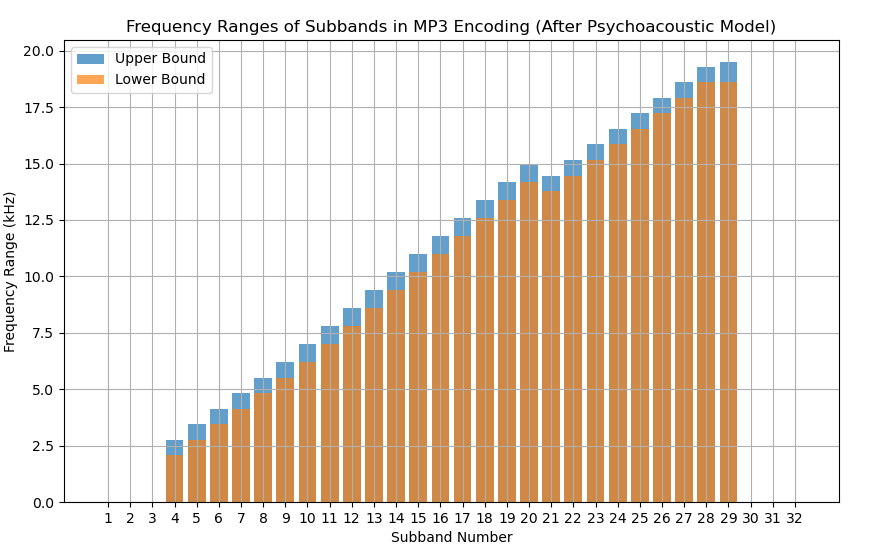 Frequency Ranges of Subbands in MP3 Encoding (After Psychoacoustic Model)
Upper Bound
Lower Bound
Frequency Range (kHz)
20.0
17.5
15.0
12.5
10.0
7.5
5.0
2.5
0.0
1 2 3 4 5 6 7 8 9 10 11 12 13 14 15 16 17 18 19 20 21 22 23 24 25 26 27 28 29 30 31 32
Subband Number